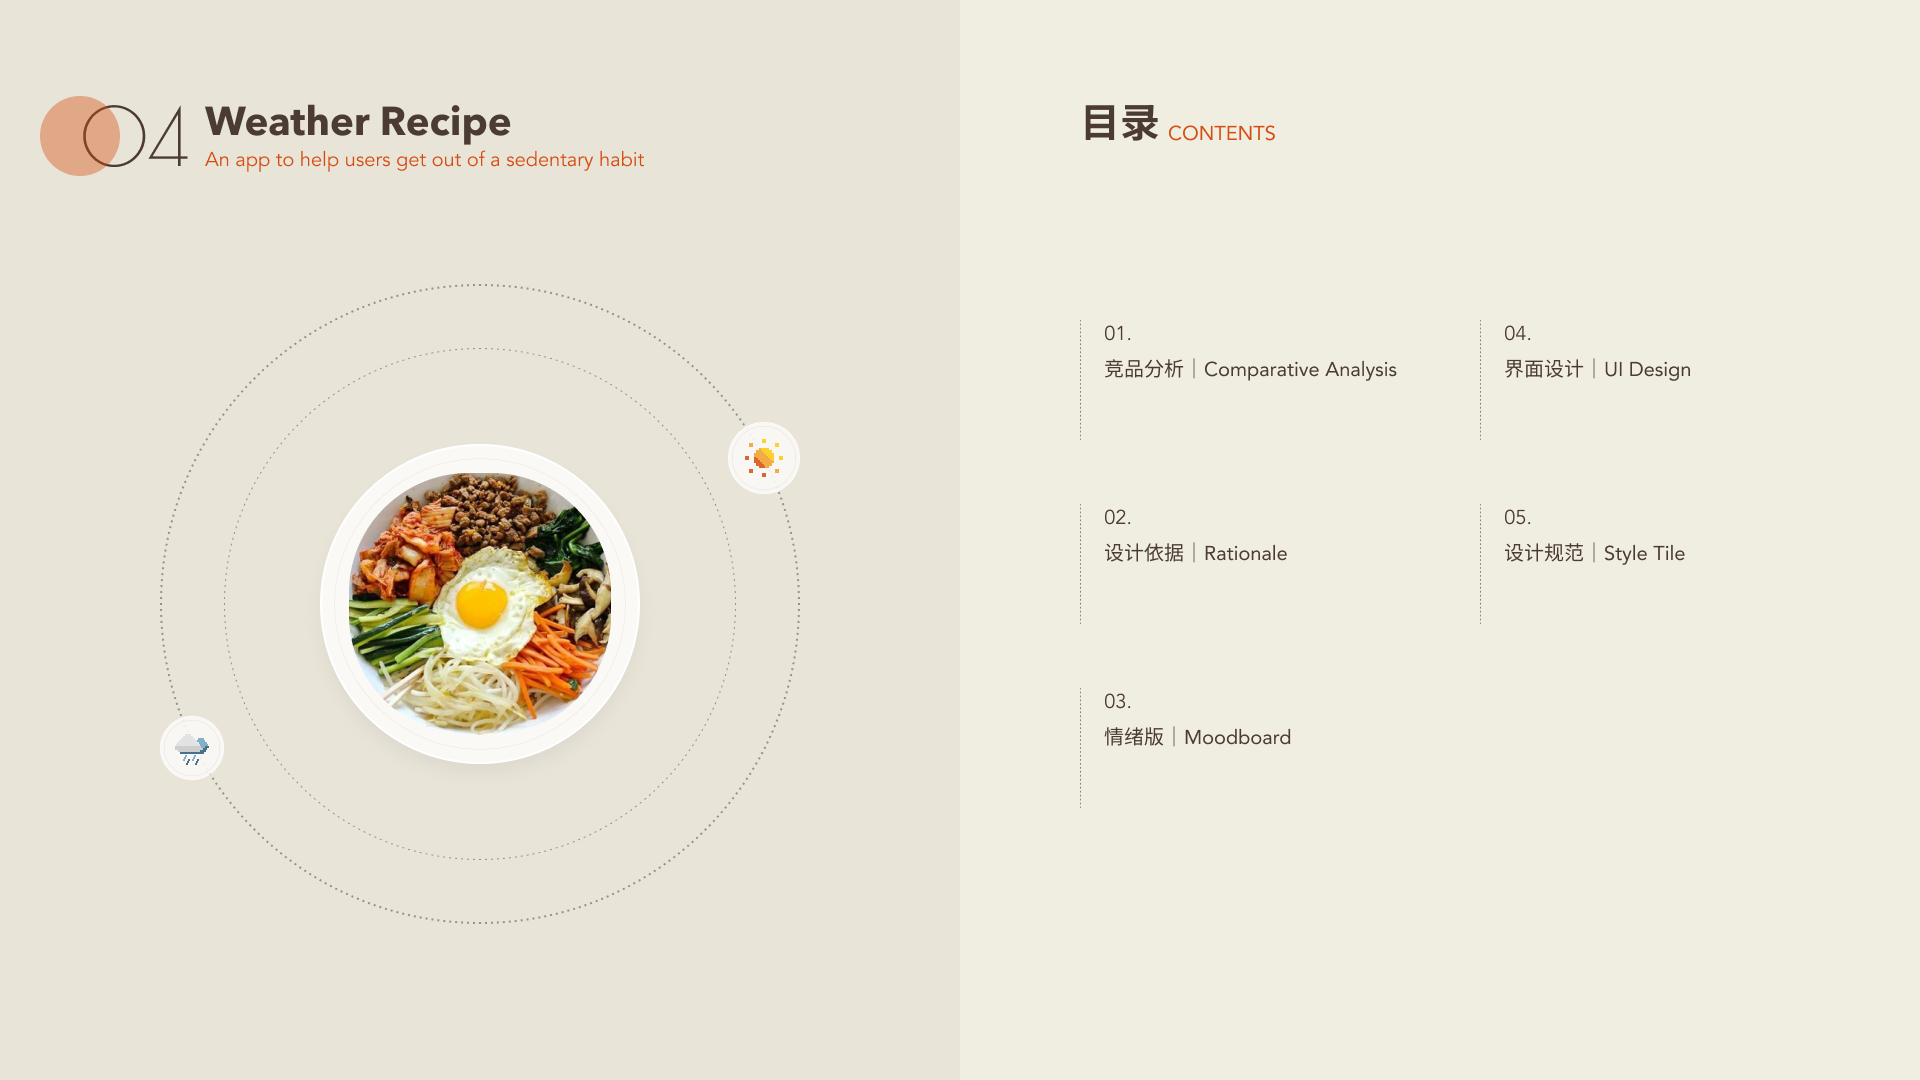 04
Weather Recipe
An app to help users get out of a sedentary habit
目录 CONTENTS
01.
竞品分析｜Comparative Analysis
02.
设计依据｜Rationale
03.
情绪版｜Moodboard
04.
界面设计｜UI Design
05.
设计规范｜Style Tile